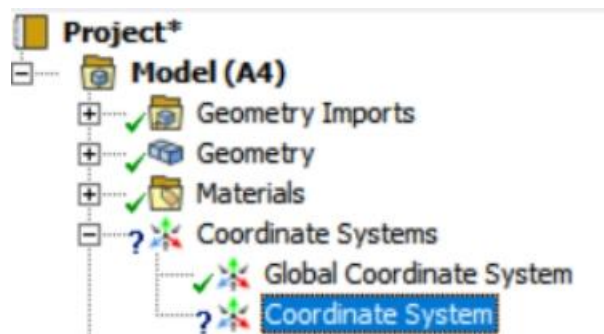 Project*
Model (A4)
Geometry Imports
Geometry
Materials
? Coordinate Systems
Global Coordinate System
? Coordinate System